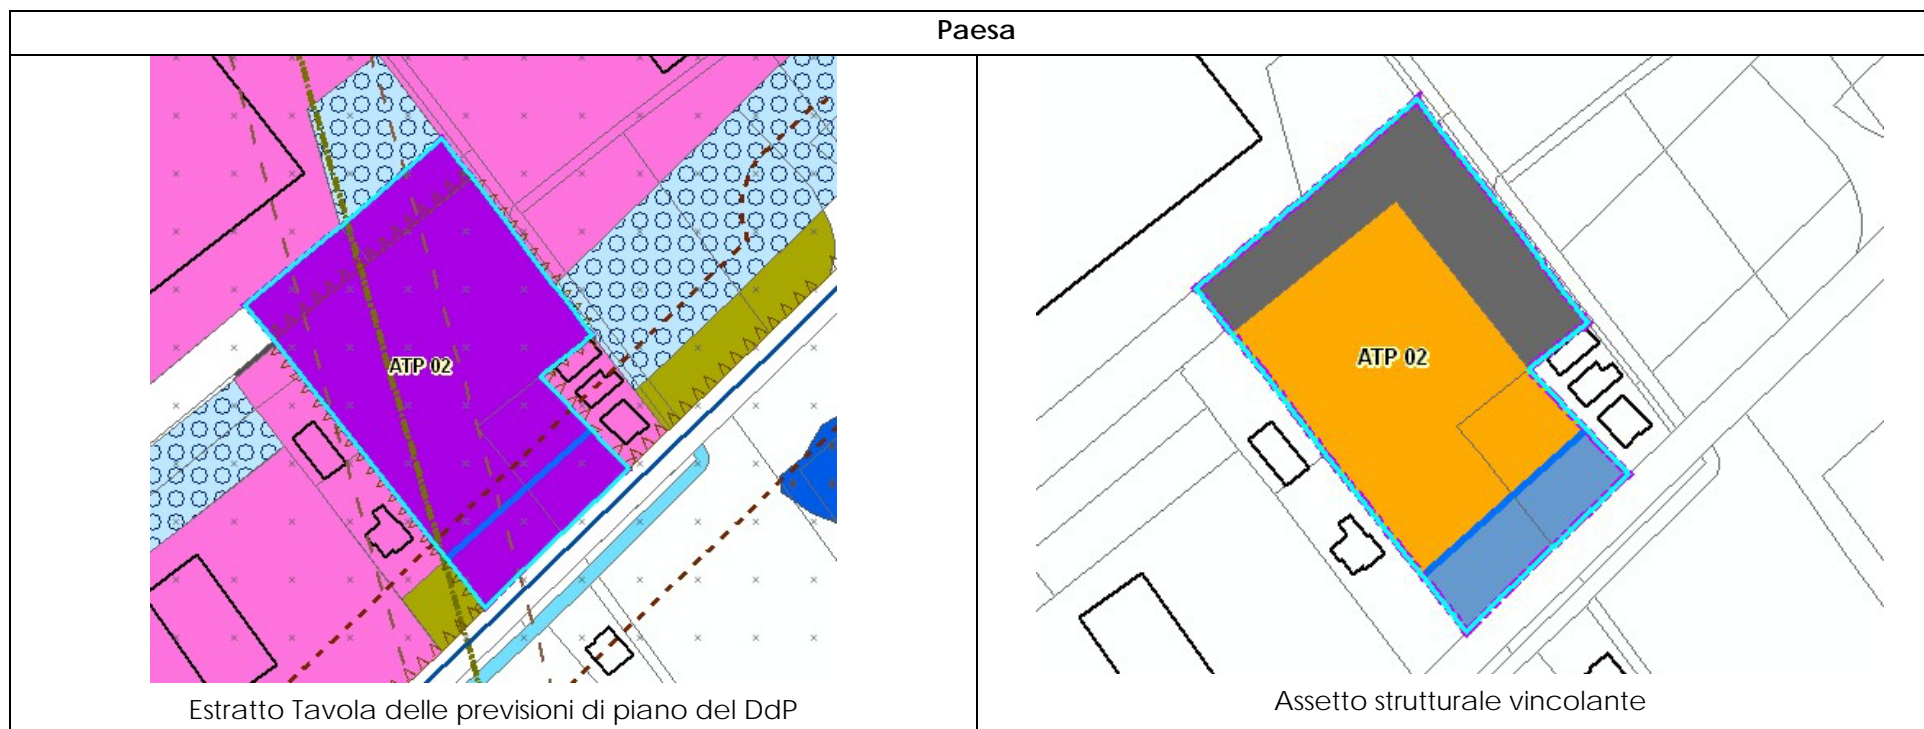 Paesa
ATP 02
Estratto Tavola delle previsioni di piano del DdP
ATP 02
Assetto strutturale vincolante